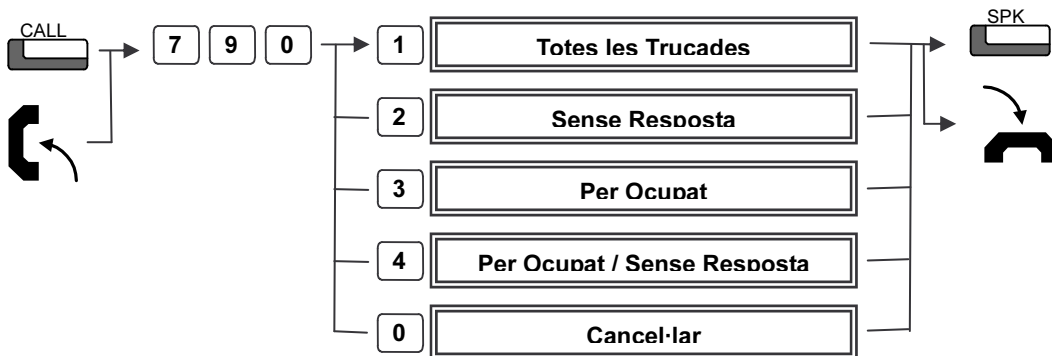 CALL
7 9 0
1 Totes les Trucades
SPK
2 Sense Resposta
3 Per Ocupat
4 Per Ocupat / Sense Resposta
0 Cancel·lar